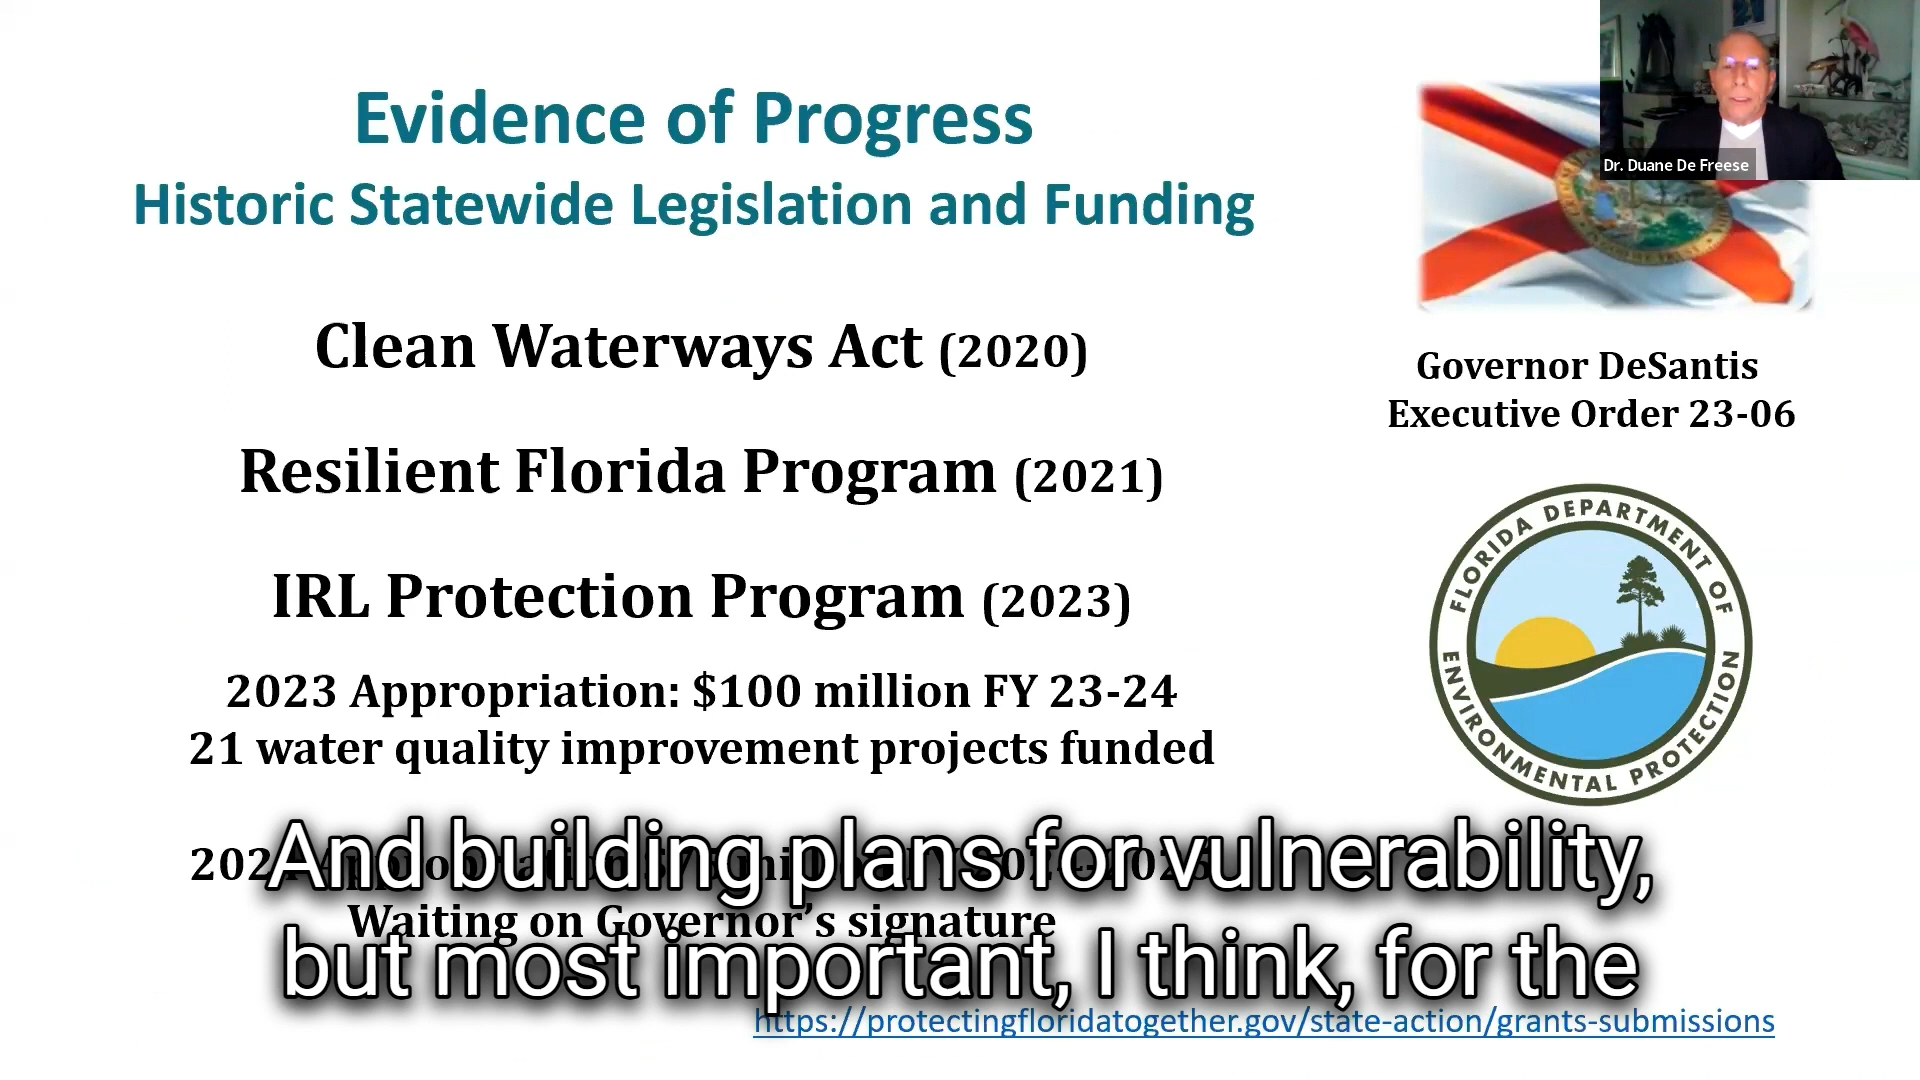 Evidence of Progress
Historic Statewide Legislation and Funding
Dr. Duane De Freese
Clean Waterways Act (2020)
Governor DeSantis
Executive Order 23-06
Resilient Florida Program (2021)
FLORIDA DEPARTMENT OF
ENVIRONMENTAL PROTECTION
IRL Protection Program (2023)
2023 Appropriation: $100 million FY 23-24
21 water quality improvement projects funded
And building plans for vulnerability,
Waiting on Governor's signature
but most important, I think, for the
https://protectingfloridatogether.gov/state-action/grants-submissions